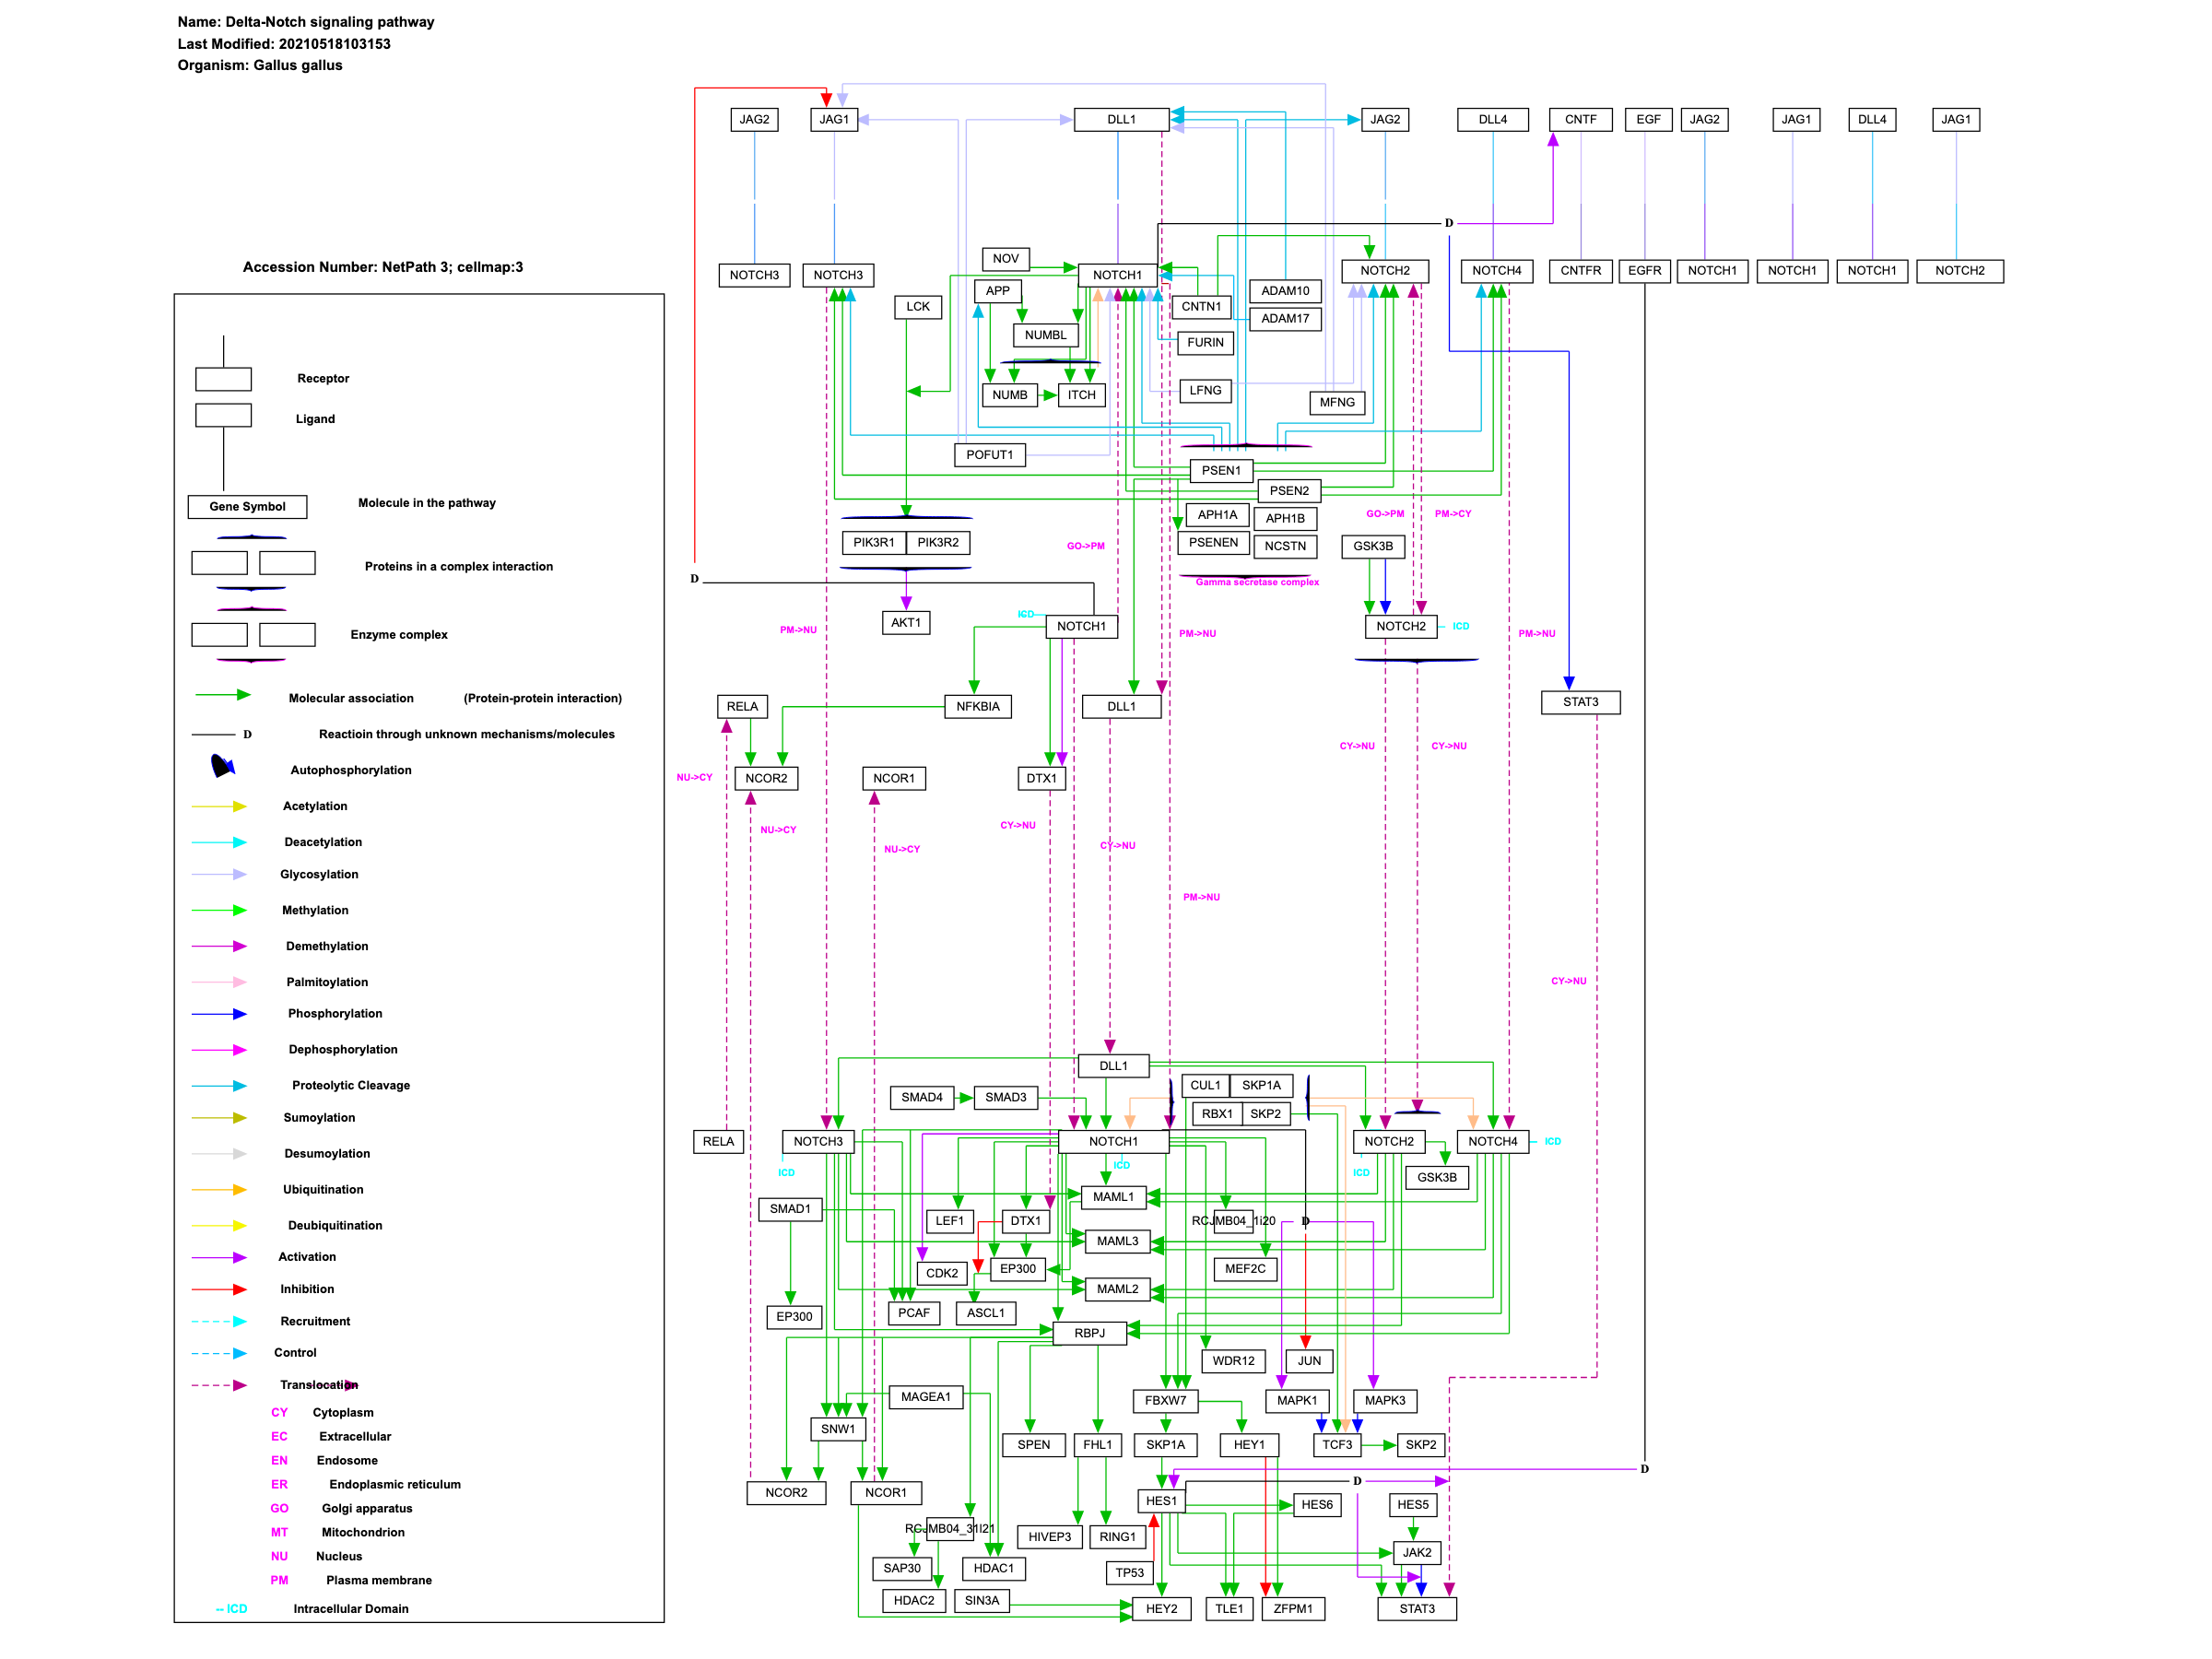 Name: Delta-Notch signaling pathway
Last Modified: 20210518103153
Organism: Gallus gallus
JAG2 JAG1 DLL1 JAG2 DLL4 CNTF EGF JAG2 JAG1 DLL4 JAG1
D
Accession Number: NetPath 3; cellmap:3
NOTCH3 NOTCH3 NOV NOTCH1 NOTCH2 NOTCH4 CNTFR EGFR NOTCH1 NOTCH1 NOTCH1 NOTCH2
APP ADAM10
LCK CNTN1
ADAM17
NUMBL
FURIN
NUMB ITCH LFNG
MFNG
POFUT1
PSEN1
PSEN2
APH1A APH1B GO->PM PM->CY
PIK3R1 PIK3R2 GO->PM PSENEN NCSTN GSK3B
D
Gamma secretase complex
ICD
AKT1 NOTCH1 NOTCH2 ICD
PM->NU PM->NU PM->NU
RELA NFKBIA DLL1 STAT3
CY->NU CY->NU
NU->CY NCOR2 NCOR1 DTX1
NU->CY CY->NU
NU->CY CY->NU
PM->NU
CY->NU
DLL1
SMAD4 SMAD3 CUL1 SKP1A
RBX1 SKP2
RELA NOTCH3 NOTCH1 NOTCH2 NOTCH4 ICD
ICD ICD ICD GSK3B
MAML1
SMAD1 LEF1 DTX1 RCJMB04_1i20 D
MAML3
CDK2 EP300 MEF2C
MAML2
EP300 PCAF ASCL1
RBPJ
WDR12 JUN
MAGEA1 FBXW7 MAPK1 MAPK3
SNW1
SPEN FHL1 SKP1A HEY1 TCF3 SKP2
D
D
NCOR2 NCOR1 HES1 HES6 HES5
RCJMB04_31l21 HIVEP3 RING1
JAK2
SAP30 HDAC1 TP53
HDAC2 SIN3A HEY2 TLE1 ZFPM1 STAT3
Receptor
Ligand
Gene Symbol Molecule in the pathway
Proteins in a complex interaction
Enzyme complex
Molecular association (Protein-protein interaction)
D Reactioin through unknown mechanisms/molecules
Autophosphorylation
Acetylation
Deacetylation
Glycosylation
Methylation
Demethylation
Palmitoylation
Phosphorylation
Dephosphorylation
Proteolytic Cleavage
Sumoylation
Desumoylation
Ubiquitination
Deubiquitination
Activation
Inhibition
Recruitment
Control
Translocation
CY Cytoplasm
EC Extracellular
EN Endosome
ER Endoplasmic reticulum
GO Golgi apparatus
MT Mitochondrion
NU Nucleus
PM Plasma membrane
-- ICD Intracellular Domain